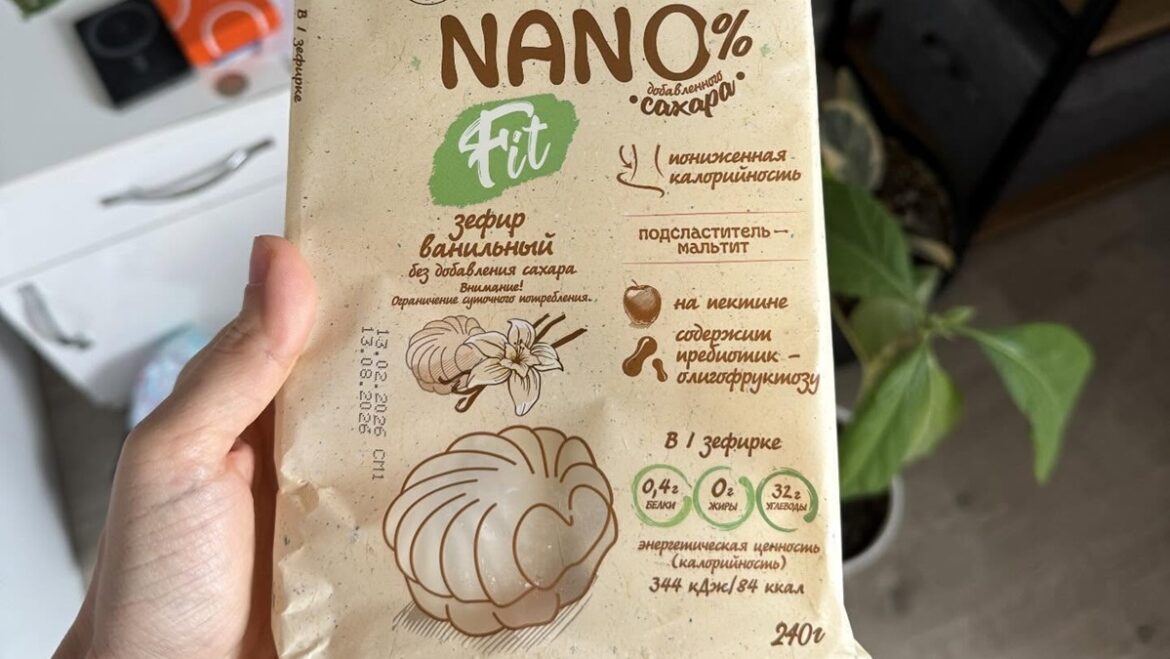 В 1 зефирке
NANO%
добавленного
сахара
Fit
пониженная
калорийность
зефир
ванильный
без добавления сахара
Внимание!
Ограничение суточного потребления.
подсластитель –
мальтит
на пектине
содержит
пребиотик –
олигофруктозу
13.02.2026 СМ1
13.08.2026
В 1 зефирке
0,4г
БЕЛКИ
0г
ЖИРЫ
32г
УГЛЕВОДЫ
энергетическая ценность
(калорийность)
344 кДж/84 ккал
240г